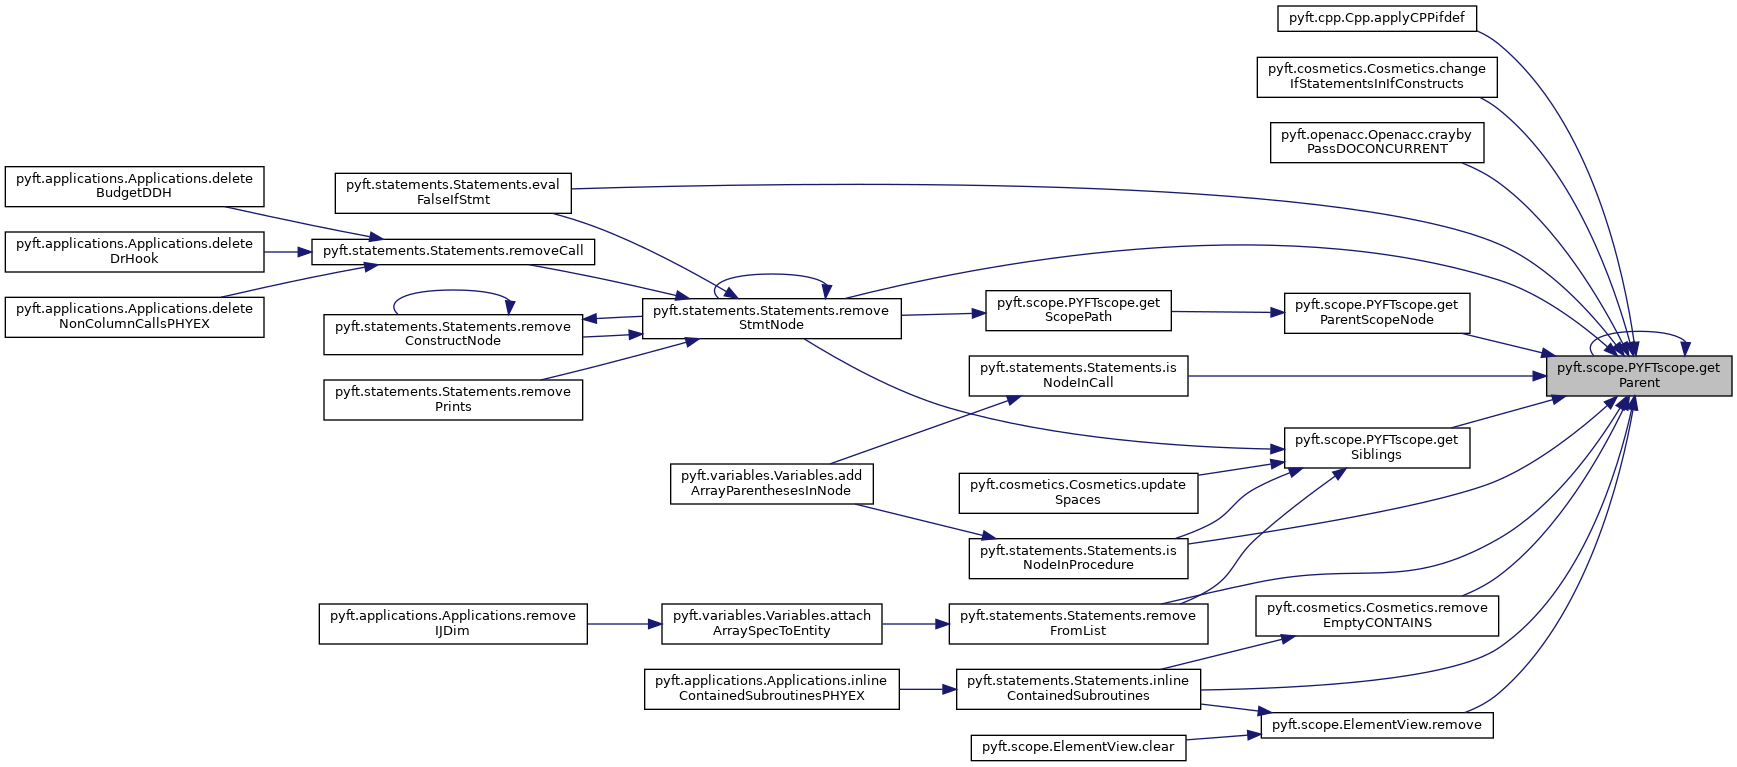 pyft.cpp.Cpp.applyCPPifdef
pyft.cosmetics.Cosmetics.change
IfStatementsInIfConstructs
pyft.openacc.Openacc.crayby
PassDOCONCURRENT
pyft.applications.Applications.delete
BudgetDDH
pyft.statements.Statements.eval
FalseIfStmt
pyft.applications.Applications.delete
DrHook
pyft.statements.Statements.removeCall
pyft.applications.Applications.delete
NonColumnCallsPHYEX
pyft.statements.Statements.remove
ConstructNode
pyft.statements.Statements.remove
StmtNode
pyft.scope.PYFTscope.get
ScopePath
pyft.scope.PYFTscope.get
ParentScopeNode
pyft.statements.Statements.remove
Prints
pyft.statements.Statements.is
NodeInCall
pyft.scope.PYFTscope.get
Parent
pyft.scope.PYFTscope.get
Siblings
pyft.variables.Variables.add
ArrayParenthesesInNode
pyft.cosmetics.Cosmetics.update
Spaces
pyft.statements.Statements.is
NodeInProcedure
pyft.applications.Applications.remove
IJDim
pyft.variables.Variables.attach
ArraySpecToEntity
pyft.statements.Statements.remove
FromList
pyft.cosmetics.Cosmetics.remove
EmptyCONTAINS
pyft.applications.Applications.inline
ContainedSubroutinesPHYEX
pyft.statements.Statements.inline
ContainedSubroutines
pyft.scope.ElementView.remove
pyft.scope.ElementView.clear